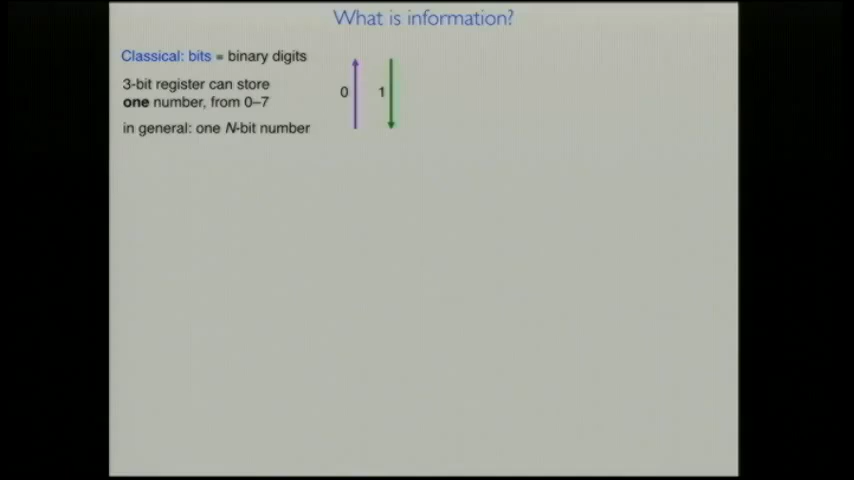 What is information?
Classical: bits = binary digits
3-bit register can store
one number, from 0–7
in general: one N-bit number
0 1